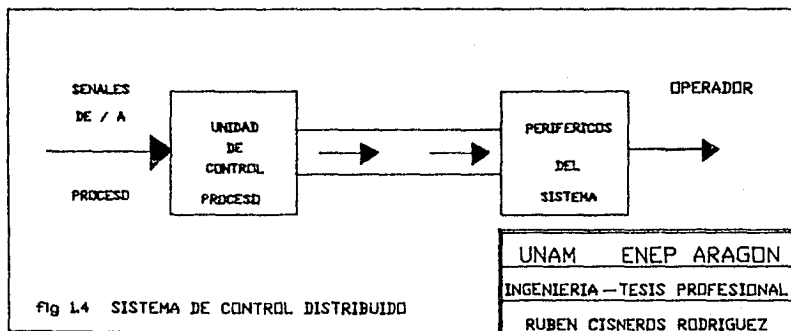 SENALES
DE / A
PROCESO
UNIDAD
DE
CONTROL
PROCESO
PERIFERICOS
DEL
SISTEMA
OPERADOR
fig 1.4 SISTEMA DE CONTROL DISTRIBUIDO
UNAM ENEP ARAGON
INGENIERIA-TESIS PROFESIONAL
RUBEN CISNEROS RODRIGUEZ